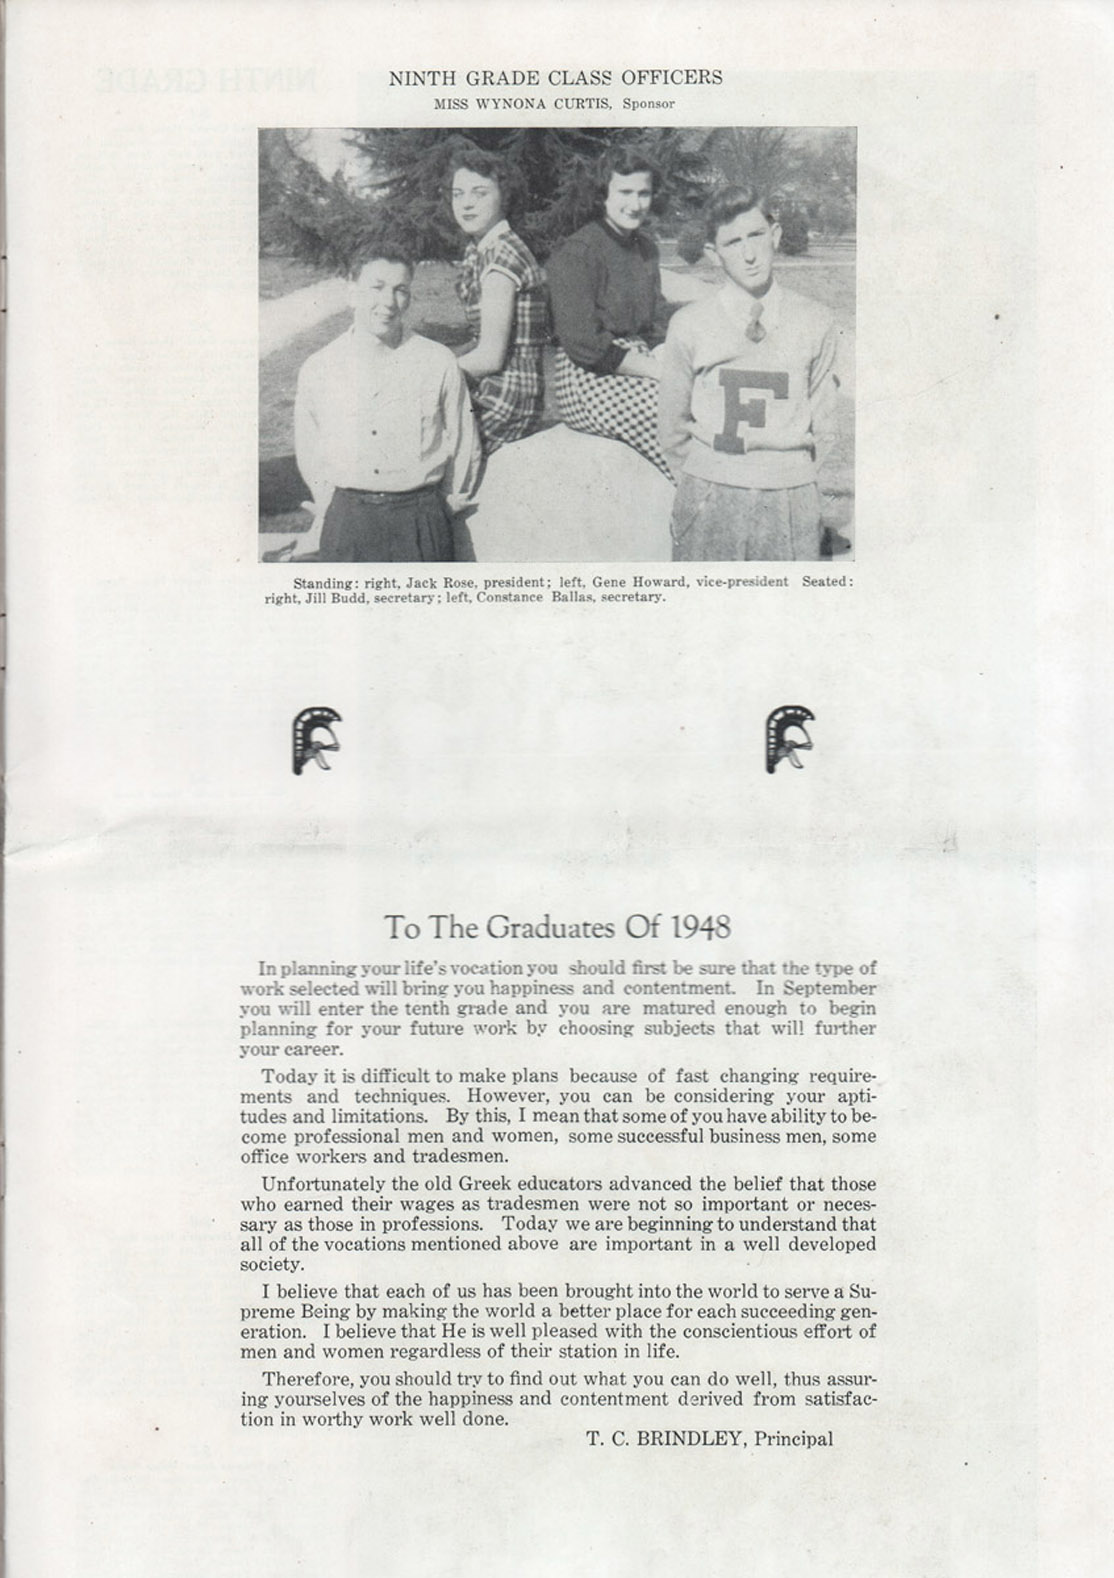 NINTH GRADE CLASS OFFICERS
MISS WYNONA CURTIS, Sponsor
F
Standing: right, Jack Rose, president; left, Gene Howard, vice-president Seated:
right, Jill Budd, secretary; left, Constance Ballas, secretary.
To The Graduates Of 1948
In planning your life's vocation you should first be sure that the type of
work selected will bring you happiness and contentment. In September
you will enter the tenth grade and you are matured enough to begin
planning for your future work by choosing subjects that will further
your career.
Today it is difficult to make plans because of fast changing require-
ments and techniques. However, you can be considering your apti-
tudes and limitations. By this, I mean that some of you have ability to be-
come professional men and women, some successful business men, some
office workers and tradesmen.
Unfortunately the old Greek educators advanced the belief that those
who earned their wages as tradesmen were not so important or neces-
sary as those in professions. Today we are beginning to understand that
all of the vocations mentioned above are important in a well developed
society.
I believe that each of us has been brought into the world to serve a Su-
preme Being by making the world a better place for each succeeding gen-
eration. I believe that He is well pleased with the conscientious effort of
men and women regardless of their station in life.
Therefore, you should try to find out what you can do well, thus assur-
ing yourselves of the happiness and contentment derived from satisfac-
tion in worthy work well done.
T. C. BRINDLEY, Principal